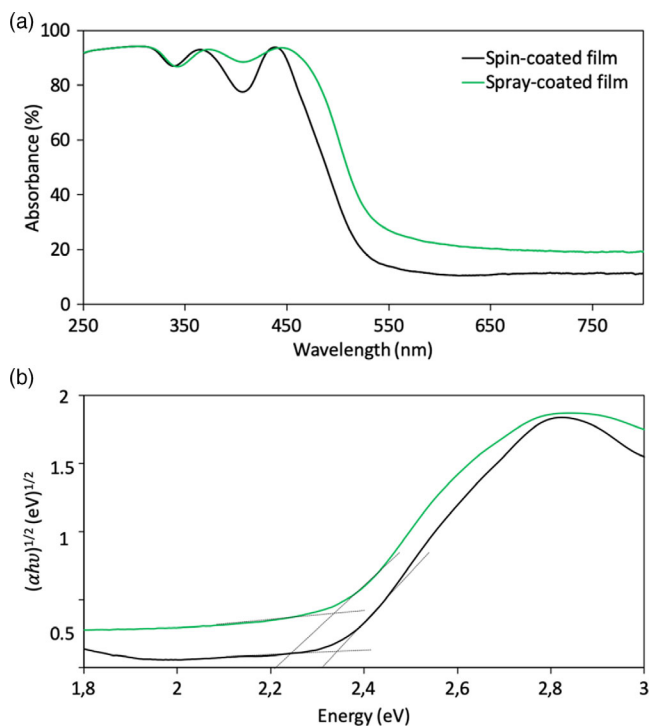 (a)
100
80
60
40
20
0
Absorbance (%)
Spin-coated film
Spray-coated film
250 350 450 550 650 750
Wavelength (nm)
(b)
2
1.5
1
0.5
(αhυ)^1/2 (eV)^1/2
1,8 2 2,2 2,4 2,6 2,8 3
Energy (eV)